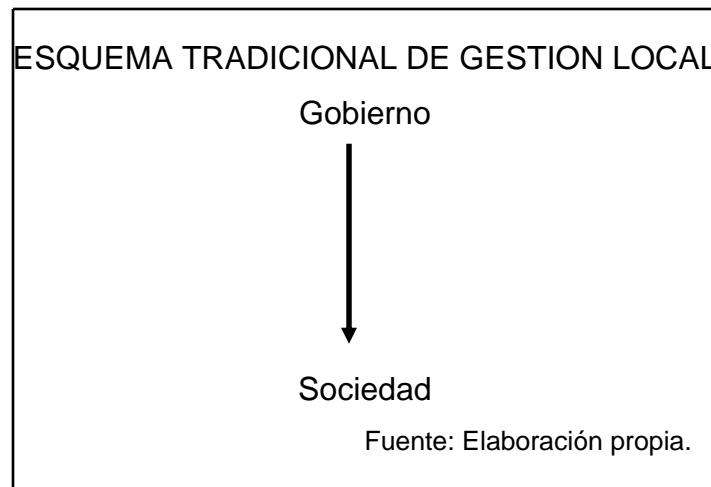 ESQUEMA TRADICIONAL DE GESTION LOCAL
Gobierno
Sociedad
Fuente: Elaboración propia.